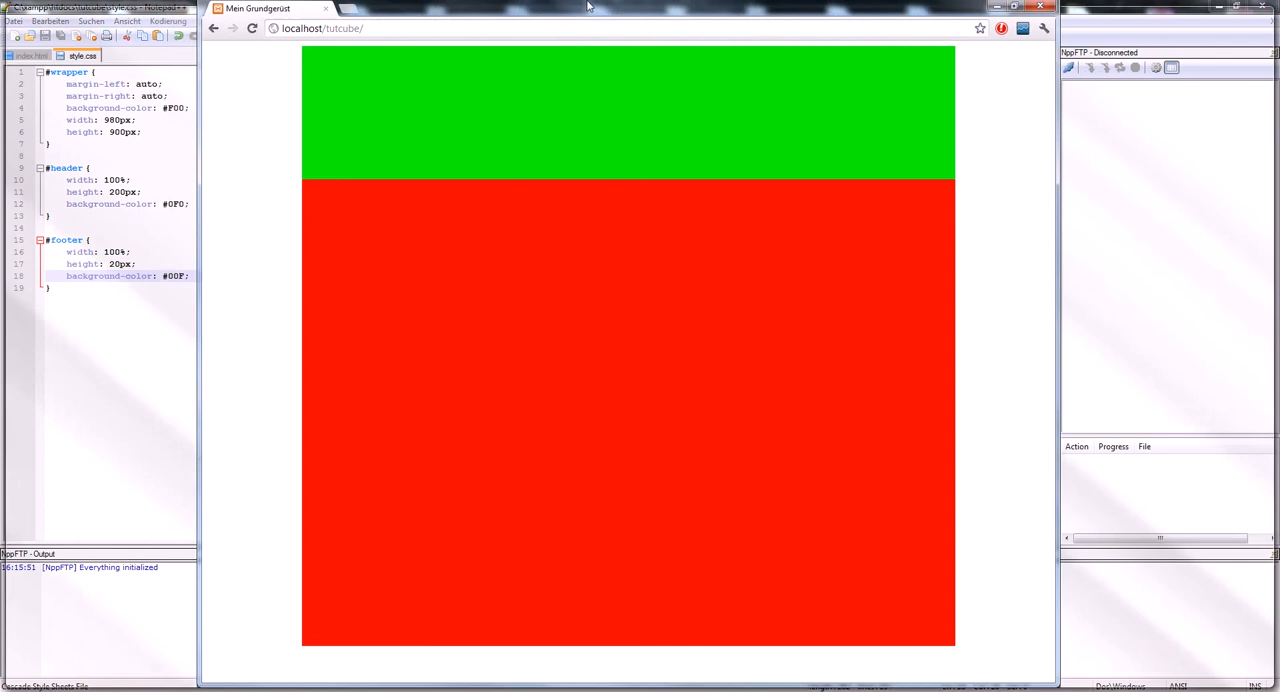 C:\xampp\htdocs\tutcube\style.css - Notepad++
Mein Grundgerüst
Datei Bearbeiten Suchen Ansicht Kodierung
localhost/tutcube/
index.html style.css
NppFTP - Disconnected
1 #wrapper {
2 margin-left: auto;
3 margin-right: auto;
4 background-color: #F00;
5 width: 980px;
6 height: 900px;
7 }
8
9 #header {
10 width: 100%;
11 height: 200px;
12 background-color: #0F0;
13 }
14
15 #footer {
16 width: 100%;
17 height: 20px;
18 background-color: #00F;
19 }
Action Progress File
NppFTP - Output
16:15:51 [NppFTP] Everything initialized
Cascade Style Sheets File
Dos\Windows ANSI INS